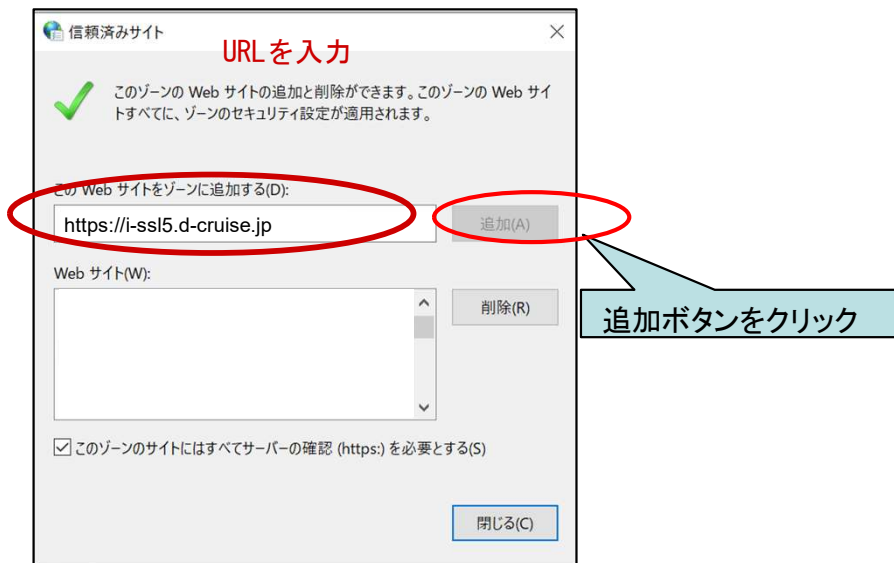 信頼済みサイト
URLを入力
このゾーンの Web サイトの追加と削除ができます。このゾーンの Web サイ
トすべてに、ゾーンのセキュリティ設定が適用されます。
この Web サイトをゾーンに追加する(D):
https://i-ssl5.d-cruise.jp
追加(A)
Web サイト(W):
削除(R)
追加ボタンをクリック
このゾーンのサイトにはすべてサーバーの確認 (https:) を必要とする(S)
閉じる(C)